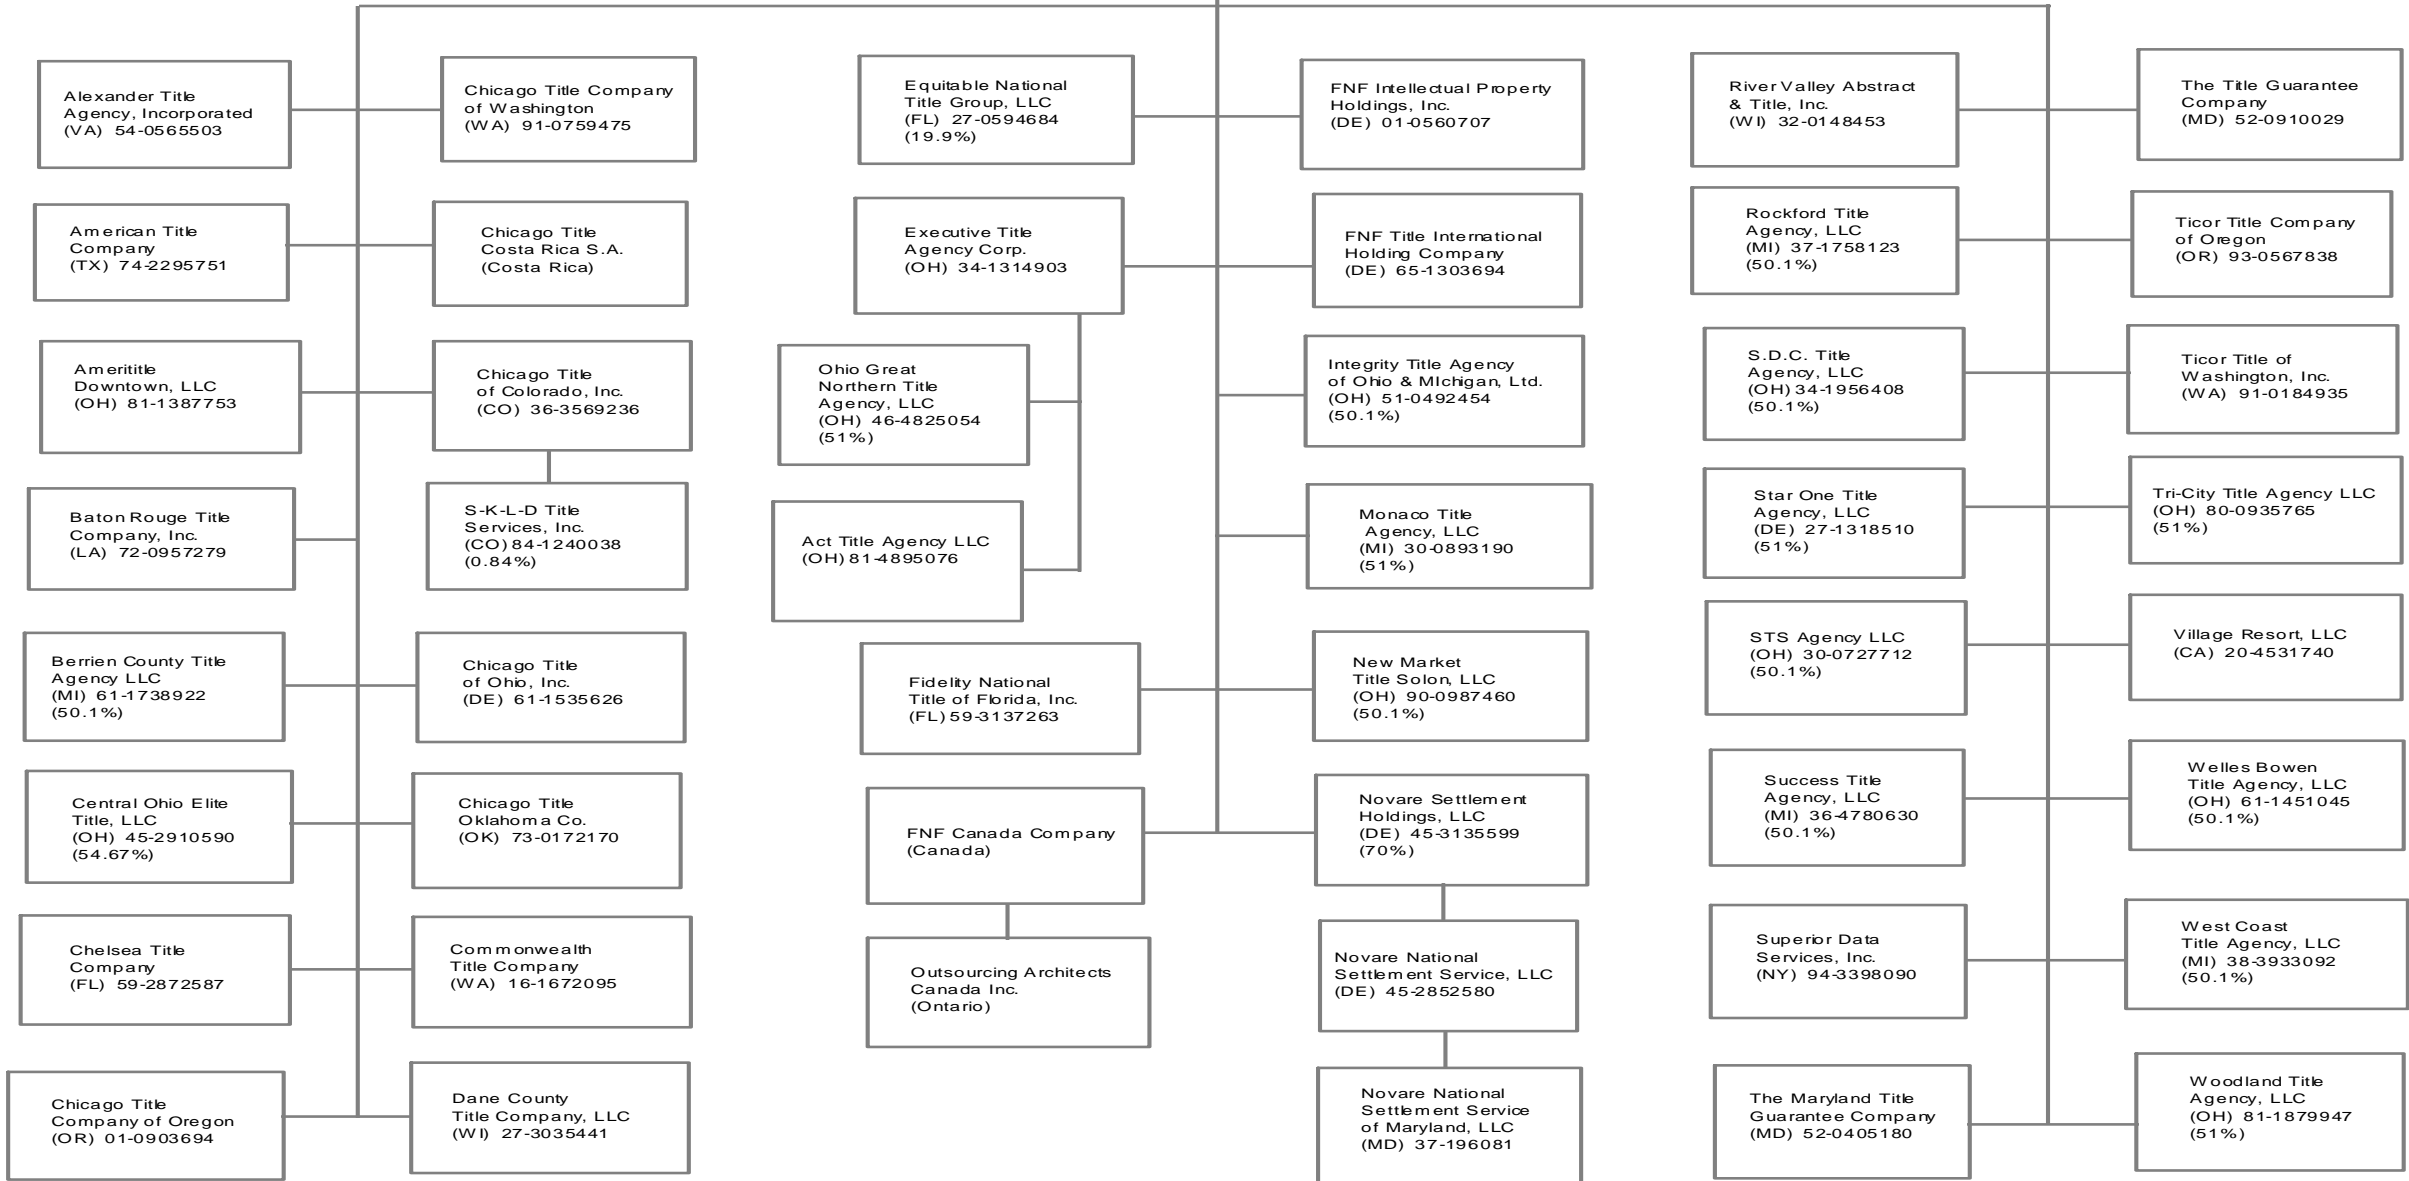 Alexander Title
Agency, Incorporated
(VA) 54-0565503
Chicago Title Company
of Washington
(WA) 91-0759475
American Title
Company
(TX) 74-2295751
Chicago Title
Costa Rica S.A.
(Costa Rica)
Amerititle
Downtown, LLC
(OH) 81-1387753
Chicago Title
of Colorado, Inc.
(CO) 36-3569236
Baton Rouge Title
Company, Inc.
(LA) 72-0957279
S-K-L-D Title
Services, Inc.
(CO) 84-1240038
(0.84%)
Berrien County Title
Agency LLC
(MI) 61-1738922
(50.1%)
Chicago Title
of Ohio, Inc.
(DE) 61-1535626
Central Ohio Elite
Title, LLC
(OH) 45-2910590
(54.67%)
Chicago Title
Oklahoma Co.
(OK) 73-0172170
Chelsea Title
Company
(FL) 59-2872587
Commonwealth
Title Company
(WA) 16-1672095
Chicago Title
Company of Oregon
(OR) 01-0903694
Dane County
Title Company, LLC
(WI) 27-3035441
Equitable National
Title Group, LLC
(FL) 27-0594684
(19.9%)
FNF Intellectual Property
Holdings, Inc.
(DE) 01-0560707
Executive Title
Agency Corp.
(OH) 34-1314903
FNF Title International
Holding Company
(DE) 65-1303694
Ohio Great
Northern Title
Agency, LLC
(OH) 46-4825054
(51%)
Integrity Title Agency
of Ohio & MIchigan, Ltd.
(OH) 51-0492454
(50.1%)
Act Title Agency LLC
(OH) 81-4895076
Monaco Title
Agency, LLC
(MI) 30-0893190
(51%)
Fidelity National
Title of Florida, Inc.
(FL) 59-3137263
New Market
Title Solon, LLC
(OH) 90-0987460
(50.1%)
FNF Canada Company
(Canada)
Novare Settlement
Holdings, LLC
(DE) 45-3135599
(70%)
Outsourcing Architects
Canada Inc.
(Ontario)
Novare National
Settlement Service, LLC
(DE) 45-2852580
Novare National
Settlement Service
of Maryland, LLC
(MD) 37-196081
River Valley Abstract
& Title, Inc.
(WI) 32-0148453
The Title Guarantee
Company
(MD) 52-0910029
Rockford Title
Agency, LLC
(MI) 37-1758123
(50.1%)
Ticor Title Company
of Oregon
(OR) 93-0567838
S.D.C. Title
Agency, LLC
(OH) 34-1956408
(50.1%)
Ticor Title of
Washington, Inc.
(WA) 91-0184935
Star One Title
Agency, LLC
(DE) 27-1318510
(51%)
Tri-City Title Agency LLC
(OH) 80-0935765
(51%)
STS Agency LLC
(OH) 30-0727712
(50.1%)
Village Resort, LLC
(CA) 20-4531740
Success Title
Agency, LLC
(MI) 36-4780630
(50.1%)
Welles Bowen
Title Agency, LLC
(OH) 61-1451045
(50.1%)
Superior Data
Services, Inc.
(NY) 94-3398090
West Coast
Title Agency, LLC
(MI) 38-3933092
(50.1%)
The Maryland Title
Guarantee Company
(MD) 52-0405180
Woodland Title
Agency, LLC
(OH) 81-1879947
(51%)